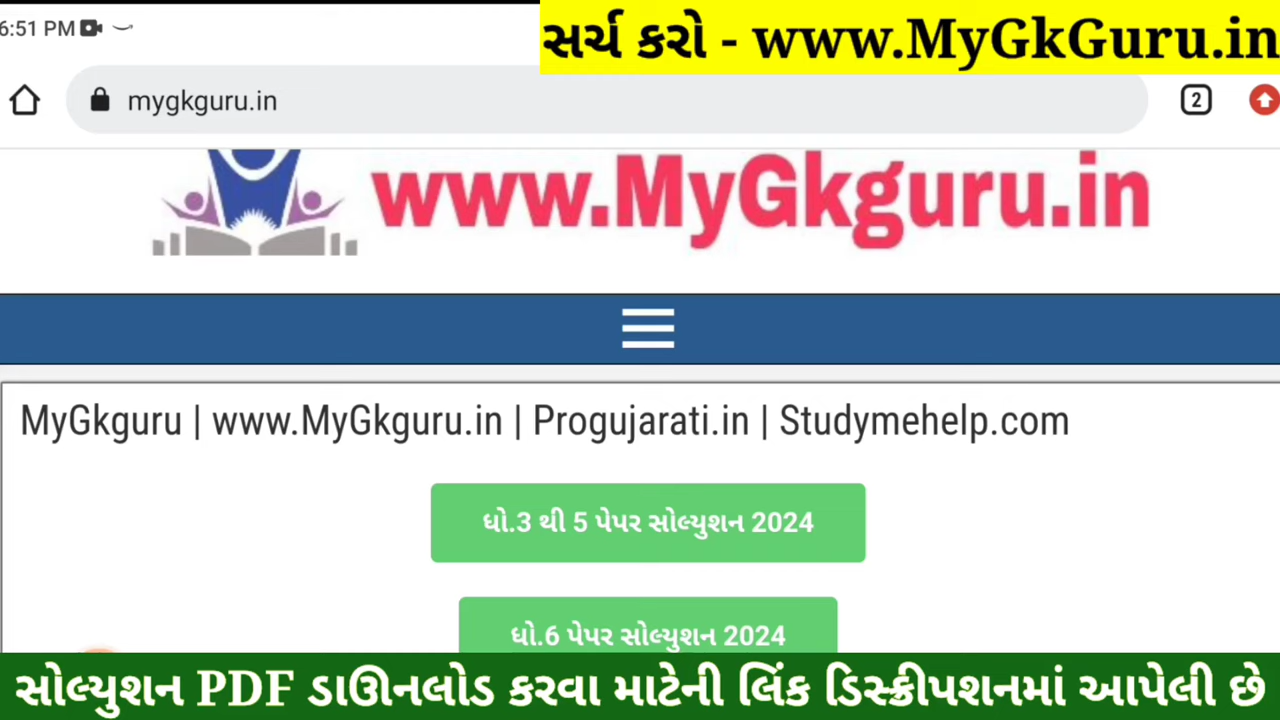 6:51 PM
સર્ચ કરો - www.MyGkGuru.in
mygkguru.in
2
www.MyGkguru.in
MyGkguru | www.MyGkguru.in | Progujarati.in | Studymehelp.com
ધો.3 થી 5 પેપર સોલ્યુશન 2024
ધો.6 પેપર સોલ્યુશન 2024
સોલ્યુશન PDF ડાઊનલોડ કરવા માટેની લિંક ડિસ્ક્રીપશનમાં આપેલી છે